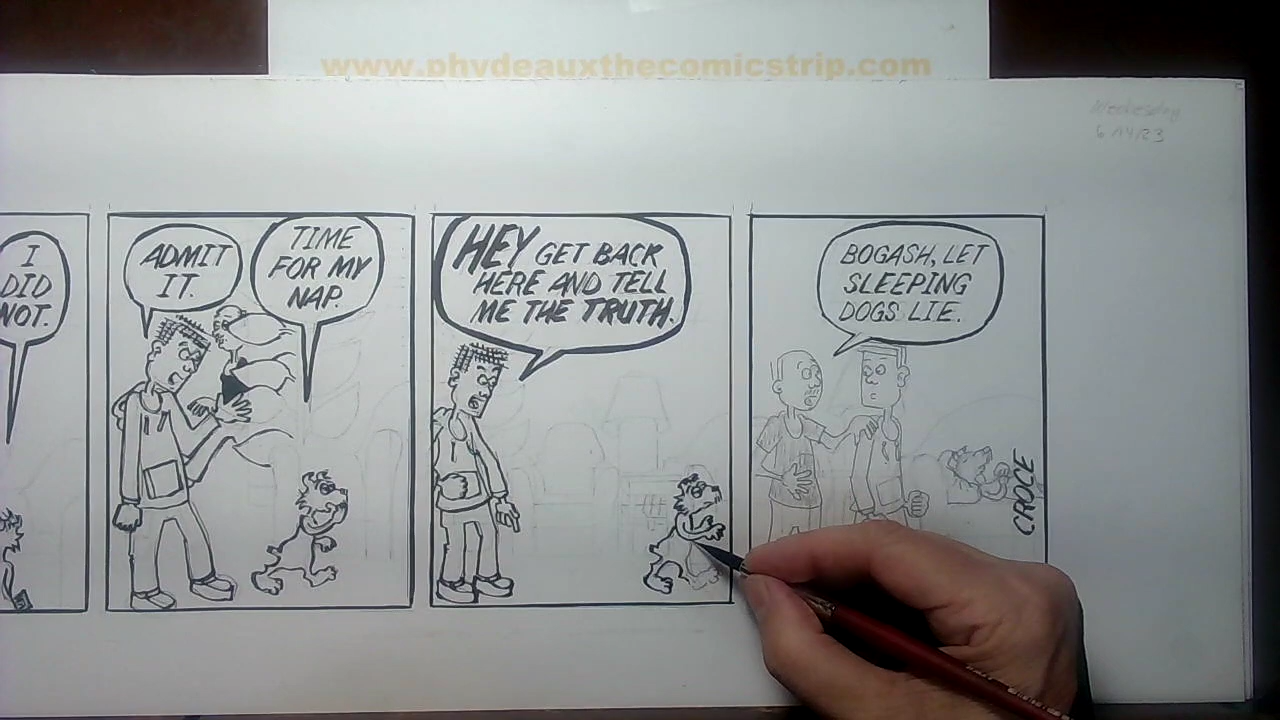 www.phydeauxthecomicstrip.com
Wednesday
6/14/23
I
DID
NOT.
ADMIT
IT.
TIME
FOR MY
NAP.
HEY GET BACK
HERE AND TELL
ME THE TRUTH.
BOGASH, LET
SLEEPING
DOGS LIE.
CROCE